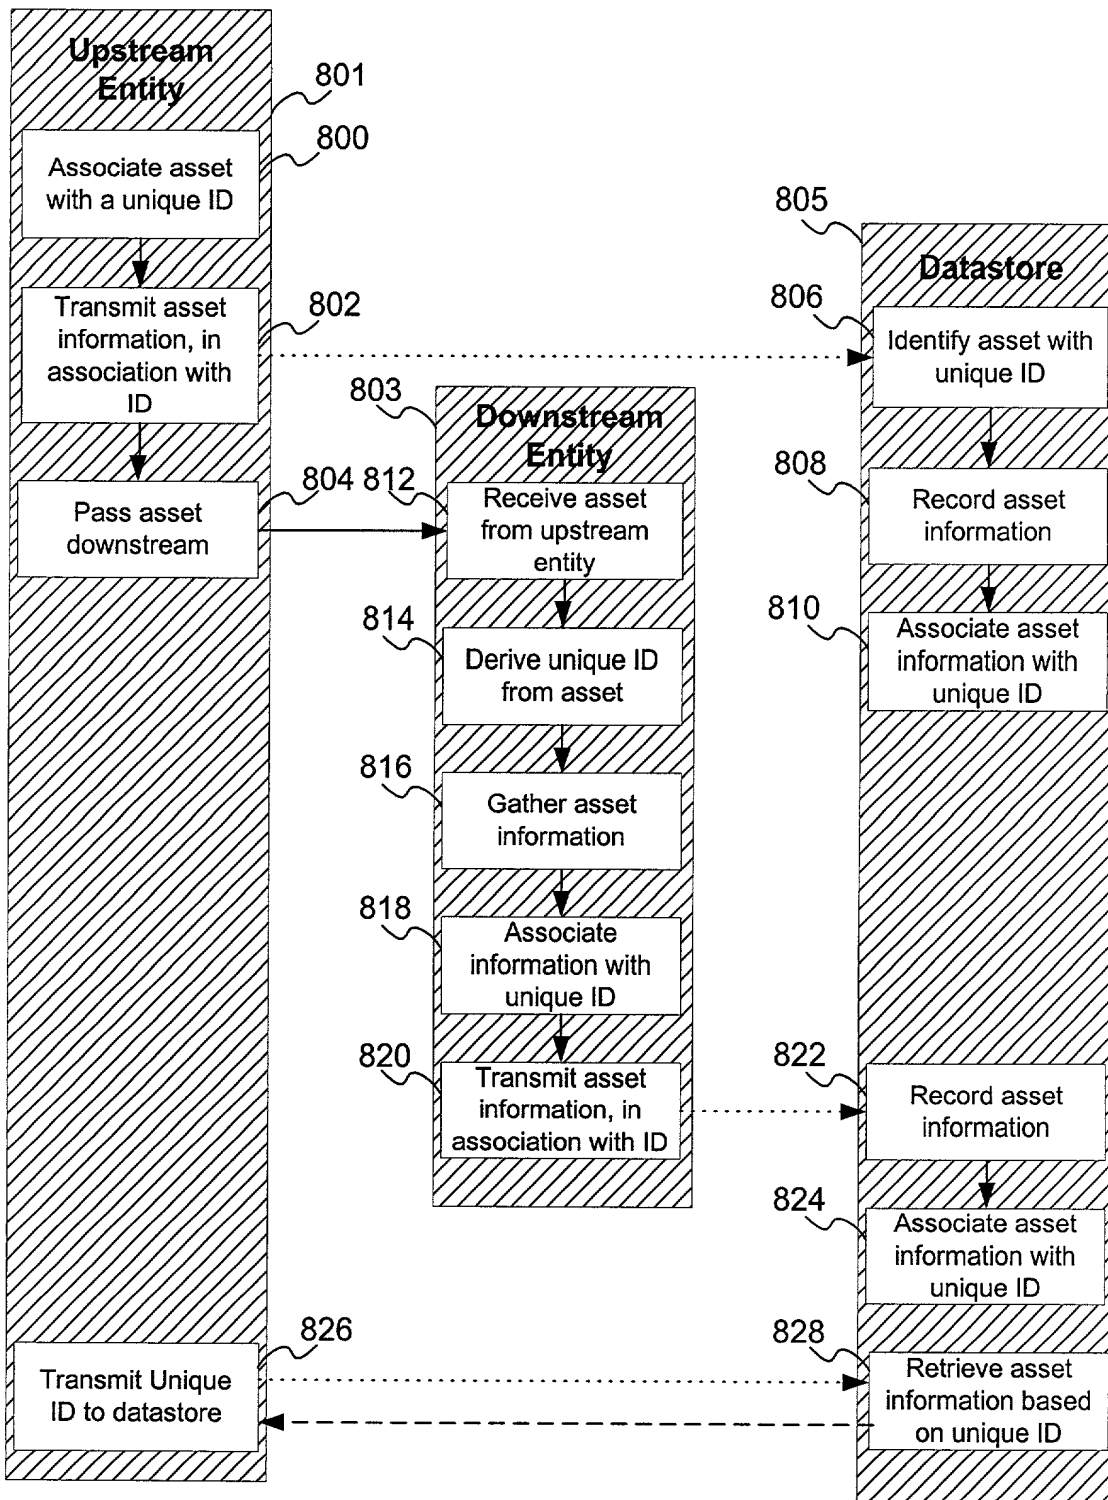 Upstream
Entity
801
800
Associate asset
with a unique ID
802
Transmit asset
information, in
association with
ID
804
Pass asset
downstream
826
Transmit Unique
ID to datastore
803
Downstream
Entity
812
Receive asset
from upstream
entity
814
Derive unique ID
from asset
816
Gather asset
information
818
Associate
information with
unique ID
820
Transmit asset
information, in
association with ID
805
Datastore
806
Identify asset with
unique ID
808
Record asset
information
810
Associate asset
information with
unique ID
822
Record asset
information
824
Associate asset
information with
unique ID
828
Retrieve asset
information based
on unique ID